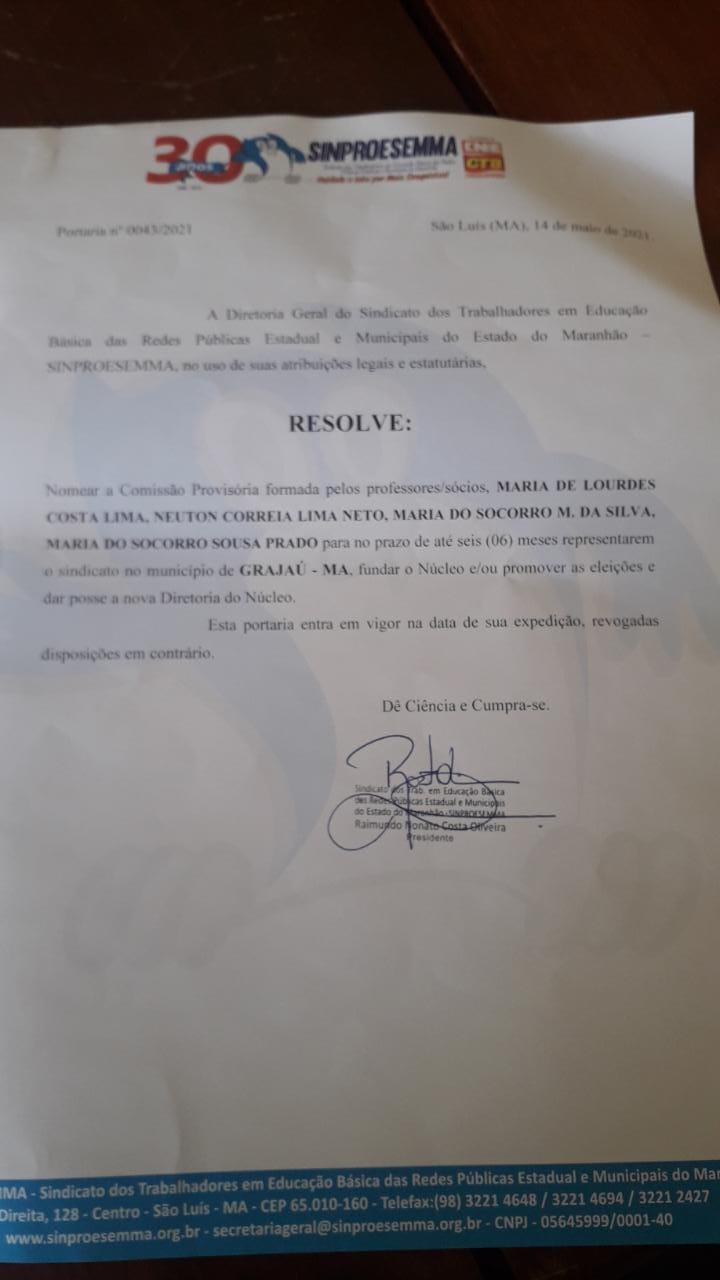 30
anos
SINPROESEMMA
CNTE
CTB
Portaria nº 0043/2021
São Luís (MA), 14 de maio de 2021.
A Diretoria Geral do Sindicato dos Trabalhadores em Educação
Básica das Redes Públicas Estadual e Municipais do Estado do Maranhão –
SINPROESEMMA, no uso de suas atribuições legais e estatutárias,
RESOLVE:
Nomear a Comissão Provisória formada pelos professores/sócios, MARIA DE LOURDES
COSTA LIMA, NEUTON CORREIA LIMA NETO, MARIA DO SOCORRO M. DA SILVA,
MARIA DO SOCORRO SOUSA PRADO para no prazo de até seis (06) meses representarem
o sindicato no município de GRAJAÚ - MA, fundar o Núcleo e/ou promover as eleições e
dar posse a nova Diretoria do Núcleo.
Esta portaria entra em vigor na data de sua expedição, revogadas
disposições em contrário.
Dê Ciência e Cumpra-se.
Sindicato dos Trab. em Educação Básica
das Redes Públicas Estadual e Municipais
do Estado do Maranhão - SINPROESEMMA
Raimundo Nonato Costa Oliveira
Presidente
MA - Sindicato dos Trabalhadores em Educação Básica das Redes Públicas Estadual e Municipais do Mar
Direita, 128 - Centro - São Luís - MA - CEP 65.010-160 - Telefax:(98) 3221 4648 / 3221 4694 / 3221 2427
www.sinproesemma.org.br - secretariageral@sinproesemma.org.br - CNPJ - 05645999/0001-40